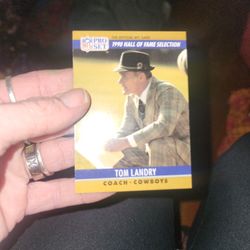 THE OFFICIAL NFL CARD
PRO SET
1990 HALL OF FAME SELECTION
TOM LANDRY
COACH - COWBOYS